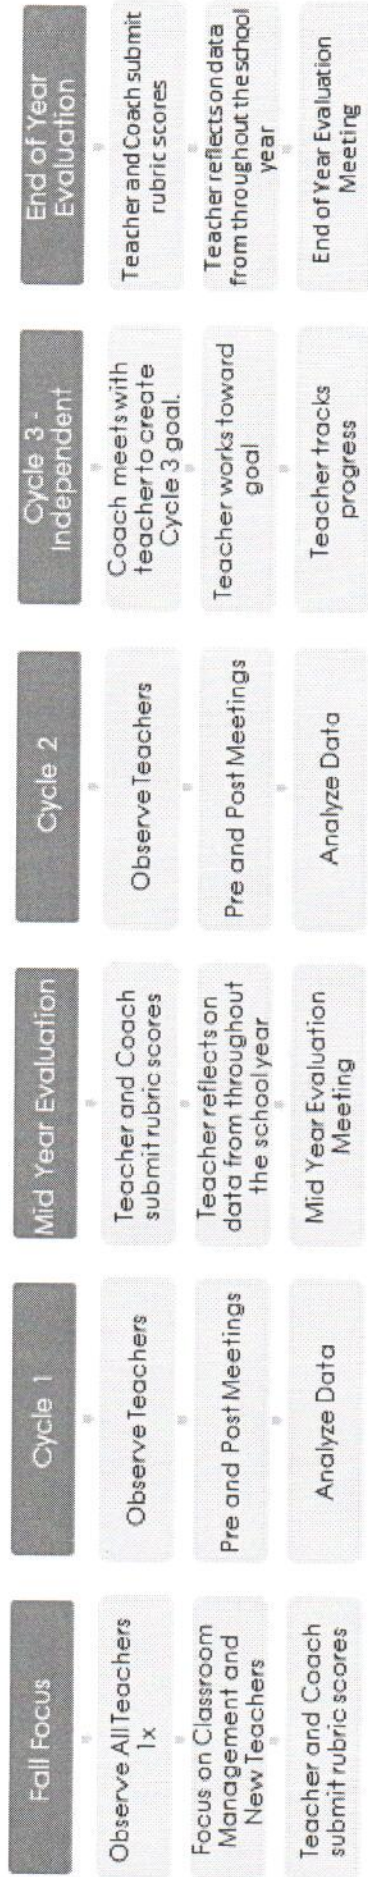 Fall Focus
Observe All Teachers
1x
Focus on Classroom
Management and
New Teachers
Teacher and Coach
submit rubric scores
Cycle 1
Observe Teachers
Pre and Post Meetings
Analyze Data
Mid Year Evaluation
Teacher and Coach
submit rubric scores
Teacher reflects on
data from throughout
the school year
Mid Year Evaluation
Meeting
Cycle 2
Observe Teachers
Pre and Post Meetings
Analyze Data
Cycle 3 -
Independent
Coach meets with
teacher to create
Cycle 3 goal.
Teacher works toward
goal
Teacher tracks
progress
End of Year
Evaluation
Teacher and Coach submit
rubric scores
Teacher reflects on data
from throughout the school
year
End of Year Evaluation
Meeting